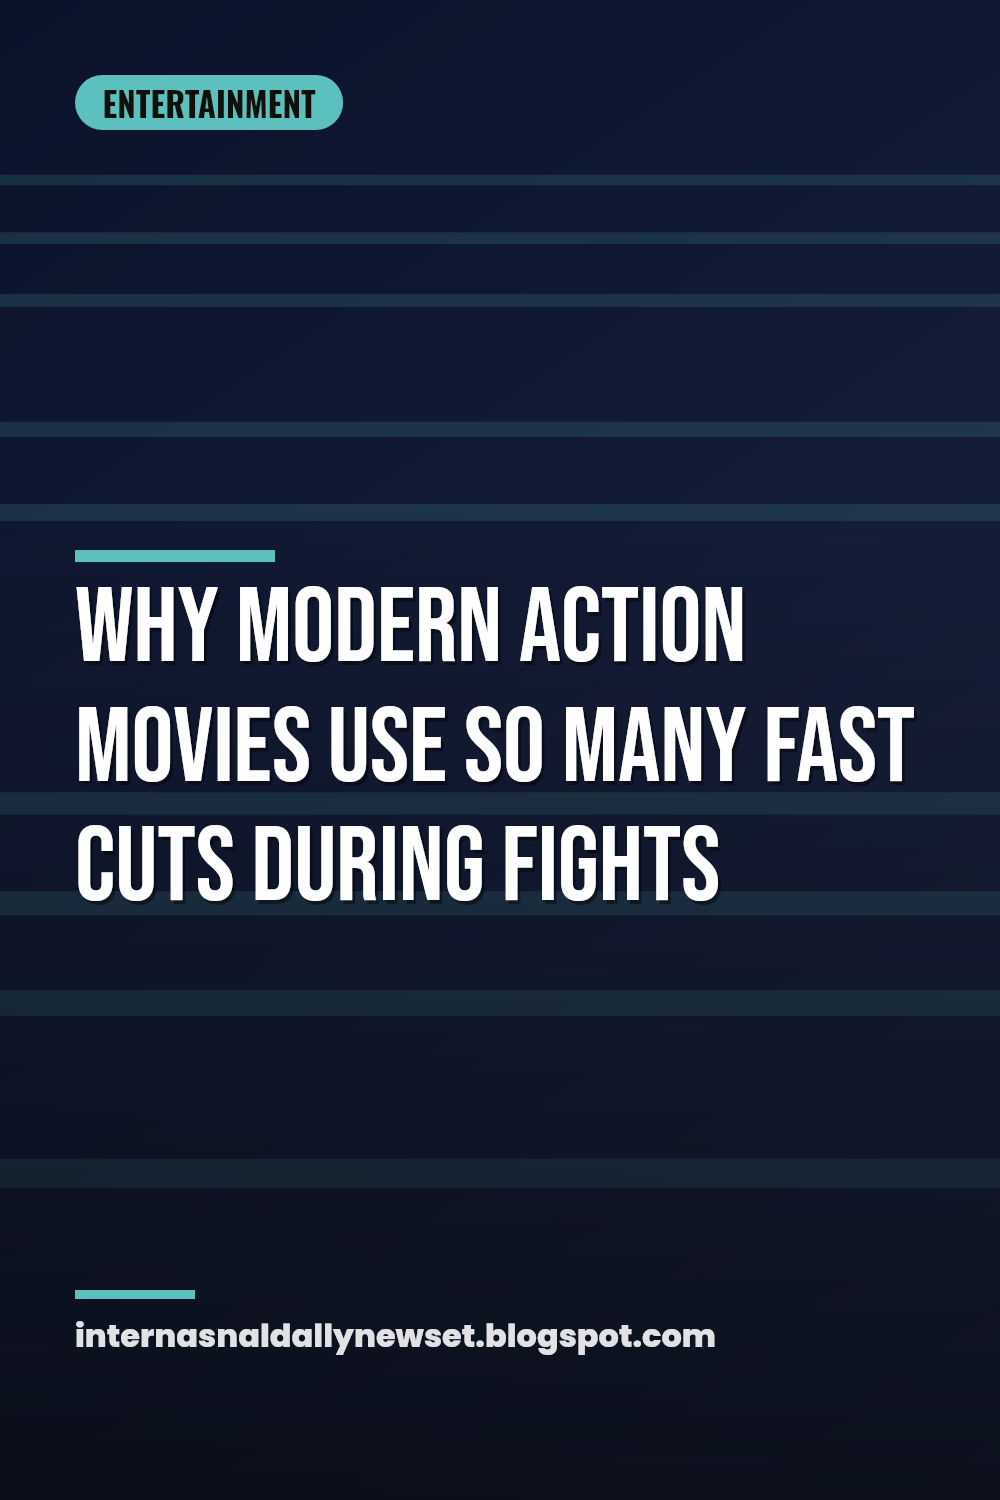 ENTERTAINMENT
WHY MODERN ACTION
MOVIES USE SO MANY FAST
CUTS DURING FIGHTS
internasnaldallynewset.blogspot.com